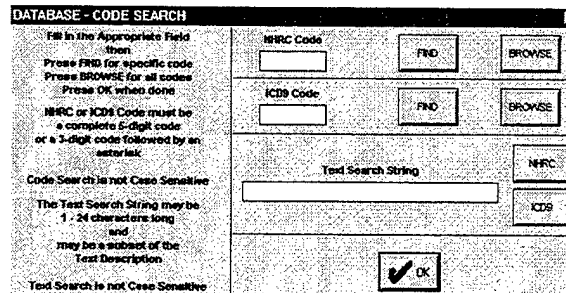 DATABASE - CODE SEARCH
Fill in the Appropriate Field
then
Press FIND for specific code
Press BROWSE for all codes
Press OK when done
NHRC or ICD9 Code must be
a complete 5-digit code
or a 3-digit code followed by an
asterisk
Code Search is not Case Sensitive
The Text Search String may be
1 - 24 characters long
and
may be a subset of the
Text Description
Text Search is not Case Sensitive
NHRC Code
FIND
BROWSE
ICD9 Code
FIND
BROWSE
Text Search String
NHRC
ICD9
OK